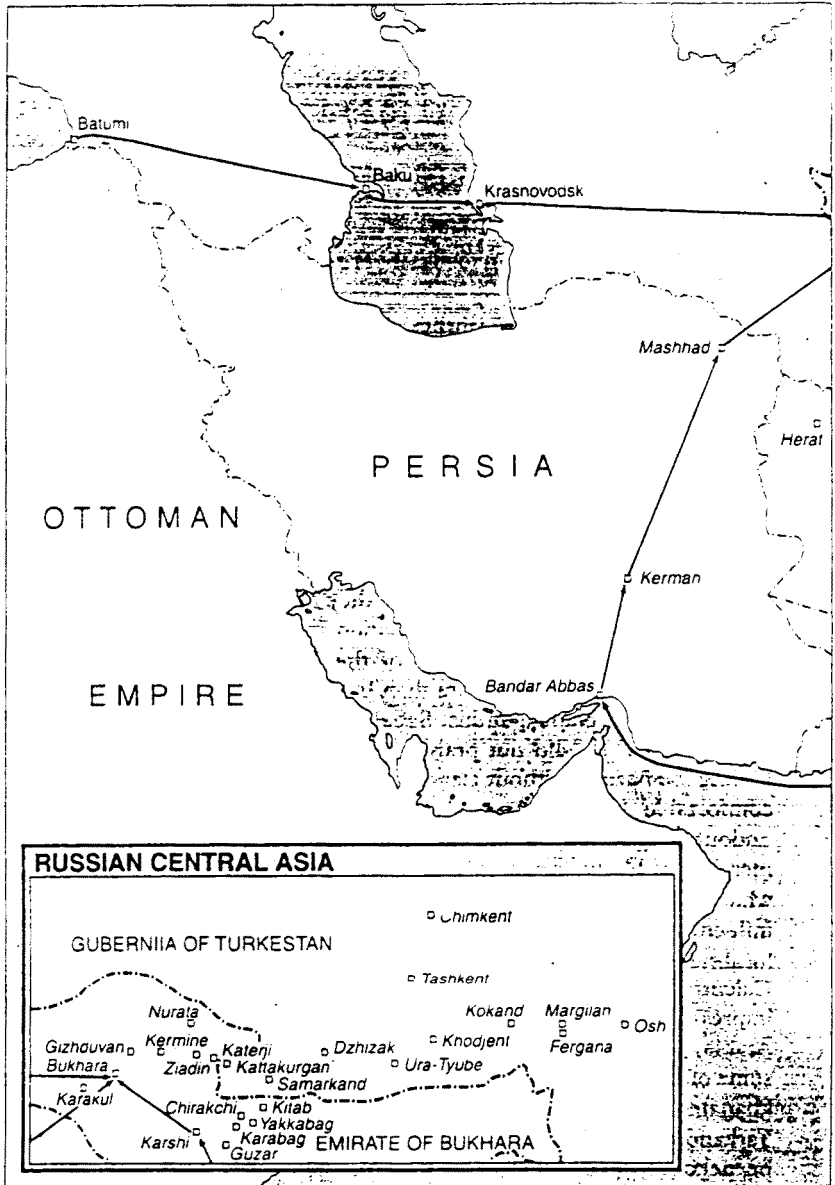 Batumi
Baku
Krasnovodsk
Mashhad
Herat
PERSIA
OTTOMAN
Kerman
EMPIRE
Bandar Abbas
RUSSIAN CENTRAL ASIA
Chimkent
GUBERNIIA OF TURKESTAN
Tashkent
Nurata
Kokand
Margilan
Osh
Gizhduvan
Kermine
Katerji
Dzhizak
Khodjent
Fergana
Bukhara
Ziadin
Kattakurgan
Ura-Tyube
Karakul
Samarkand
Chirakchi
Kitab
Yakkabag
Karshi
Karabag
EMIRATE OF BUKHARA
Guzar